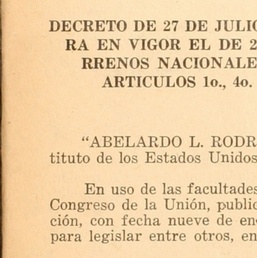 DECRETO DE 27 DE JULIO
RA EN VIGOR EL DE 2
RRENOS NACIONALE
ARTICULOS 1o., 4o.
"ABELARDO L. RODR
tituto de los Estados Unidos
En uso de las facultades
Congreso de la Unión, public
ción, con fecha nueve de en
para legislar entre otros, en